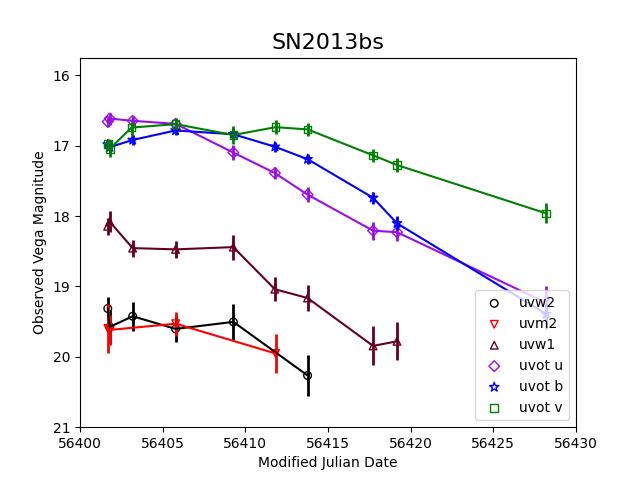 SN2013bs
16
17
18
19
20
21
Observed Vega Magnitude
56400 56405 56410 56415 56420 56425 56430
Modified Julian Date
uvw2
uvm2
uvw1
uvot u
uvot b
uvot v